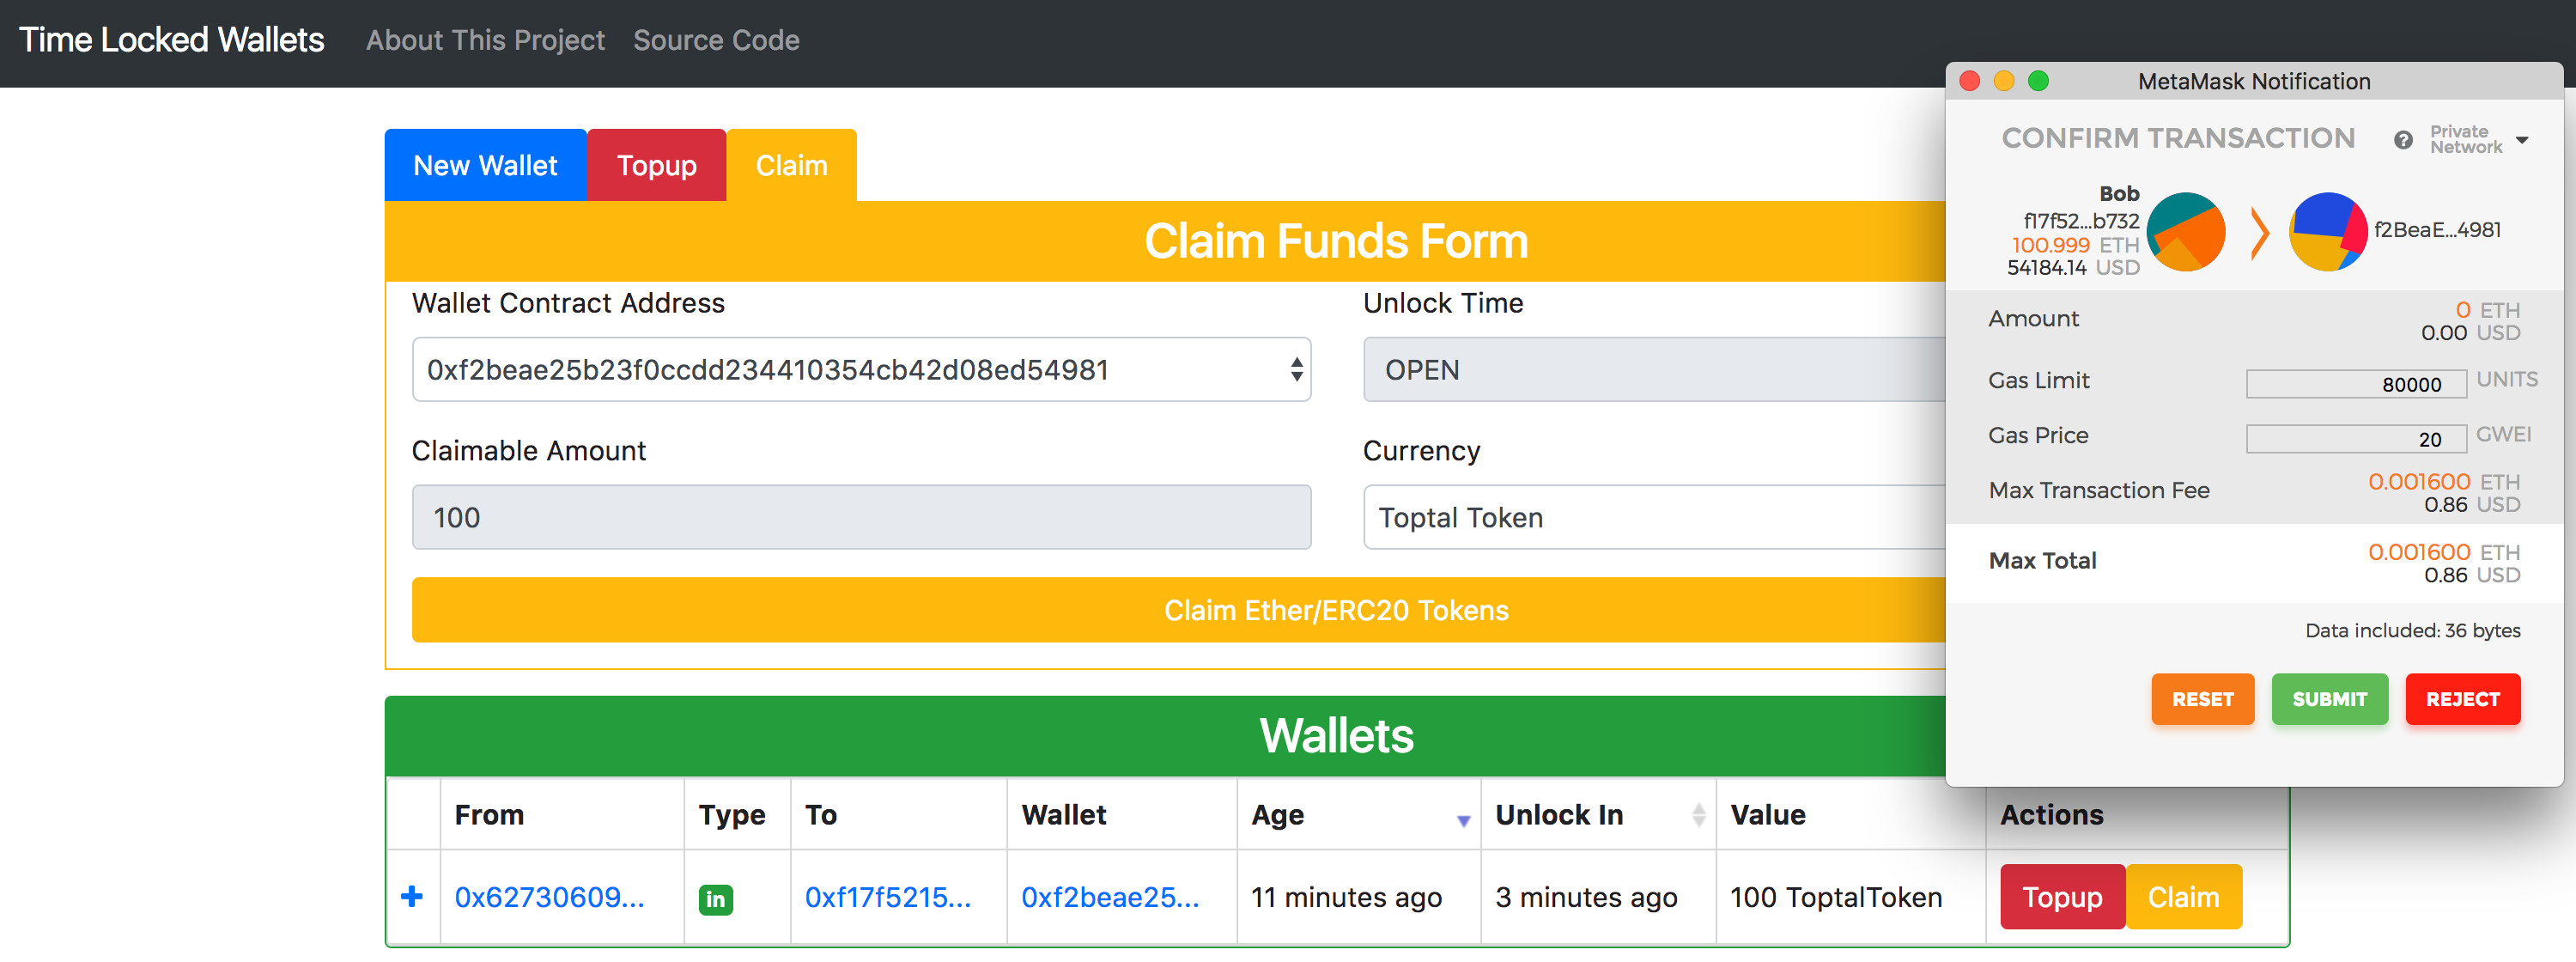 Time Locked Wallets About This Project Source Code
New Wallet Topup Claim
Claim Funds Form
Wallet Contract Address Unlock Time
0xf2beae25b23f0ccdd234410354cb42d08ed54981 OPEN
Claimable Amount Currency
100 Toptal Token
Claim Ether/ERC20 Tokens
Wallets
From Type To Wallet Age Unlock In Value Actions
0x62730609... in 0xf17f5215... 0xf2beae25... 11 minutes ago 3 minutes ago 100 ToptalToken Topup Claim
MetaMask Notification
CONFIRM TRANSACTION ? Private
Network
Bob
f17f52...b732
100.999 ETH
54184.14 USD
f2BeaE...4981
Amount 0 ETH
0.00 USD
Gas Limit 80000 UNITS
Gas Price 20 GWEI
Max Transaction Fee 0.001600 ETH
0.86 USD
Max Total 0.001600 ETH
0.86 USD
Data included: 36 bytes
RESET SUBMIT REJECT